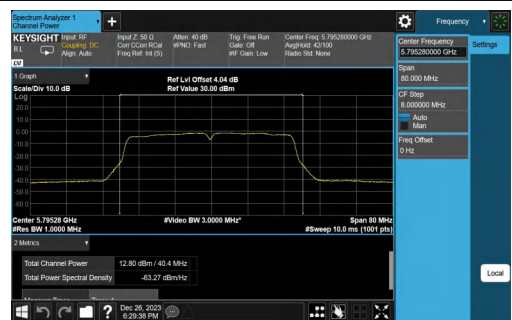 Spectrum Analyzer 1
Channel Power
Frequency
KEYSIGHT
RL
Input: RF
Coupling: DC
Align: Auto
Input Z: 50 Ω
Corr CCorr RCal
Freq Ref: Int (S)
Atten: 40 dB
#PNO: Fast
Trig: Free Run
Gate: Off
#IF Gain: Low
Center Freq: 5.795280000 GHz
Avg|Hold: 42/100
Radio Std: None
Center Frequency
5.795280000 GHz
Settings
Span
80.000 MHz
CF Step
8.000000 MHz
Auto
Man
Freq Offset
0 Hz
1 Graph
Scale/Div 10.0 dB
Ref Lvl Offset 4.04 dB
Ref Value 30.00 dBm
Log
20.0
10.0
0.00
-10.0
-20.0
-30.0
-40.0
-50.0
-60.0
Center 5.79528 GHz
#Res BW 1.0000 MHz
#Video BW 3.0000 MHz*
Span 80 MHz
#Sweep 10.0 ms (1001 pts)
2 Metrics
Total Channel Power
12.80 dBm / 40.4 MHz
Total Power Spectral Density
-63.27 dBm/Hz
Local
?
Dec 26, 2023
6:29:38 PM